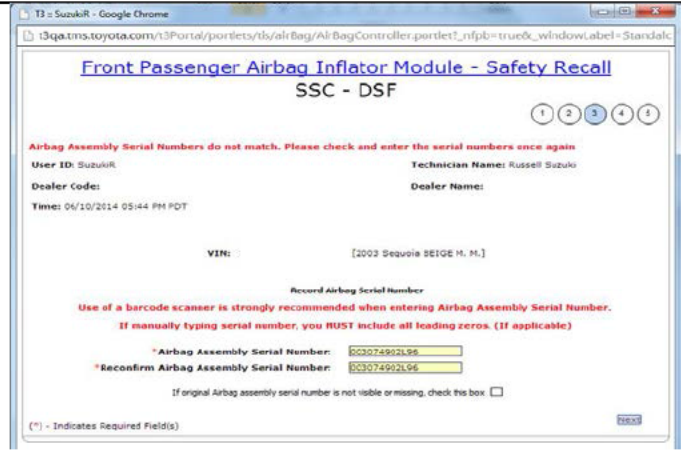 T3 :: SuzukiR - Google Chrome
t3qa.tms.toyota.com/t3Portal/portlets/tls/airBag/AirBagController.portlet?_nfpb=true&_windowLabel=Standalc
Front Passenger Airbag Inflator Module - Safety Recall
SSC - DSF
1 2 3 4 5
Airbag Assembly Serial Numbers do not match. Please check and enter the serial numbers once again
User ID: SuzukiR Technician Name: Russell Suzuki
Dealer Code: Dealer Name:
Time: 06/10/2014 05:44 PM PDT
VIN: [2003 Sequoia BEIGE M. M.]
Record Airbag Serial Number
Use of a barcode scanner is strongly recommended when entering Airbag Assembly Serial Number.
If manually typing serial number, you MUST include all leading zeros. (If applicable)
*Airbag Assembly Serial Number: 003074902L96
*Reconfirm Airbag Assembly Serial Number: 003074902L96
If original Airbag assembly serial number is not visible or missing, check this box
(*) - Indicates Required Field(s) Next